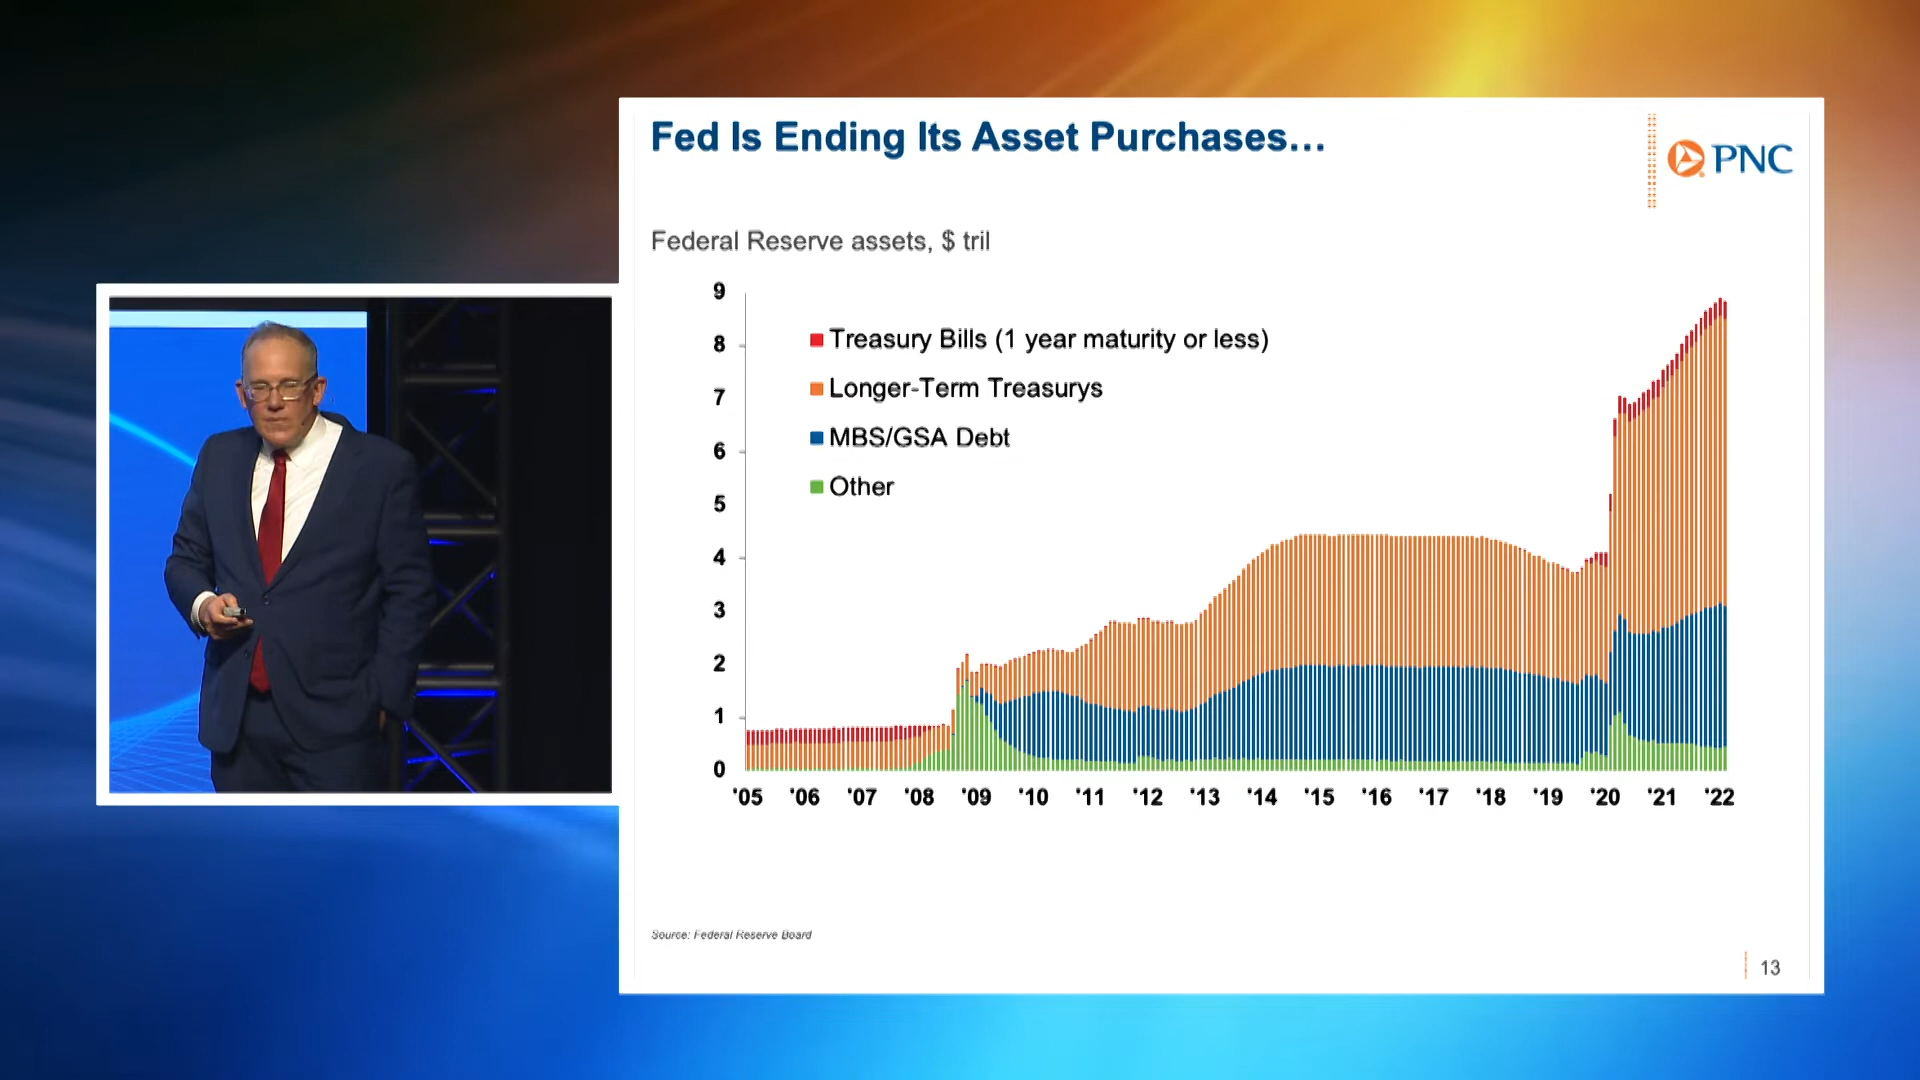 Fed Is Ending Its Asset Purchases...
PNC
Federal Reserve assets, $ tril
9
8
7
6
5
4
3
2
1
0
Treasury Bills (1 year maturity or less)
Longer-Term Treasurys
MBS/GSA Debt
Other
'05 '06 '07 '08 '09 '10 '11 '12 '13 '14 '15 '16 '17 '18 '19 '20 '21 '22
Source: Federal Reserve Board
13